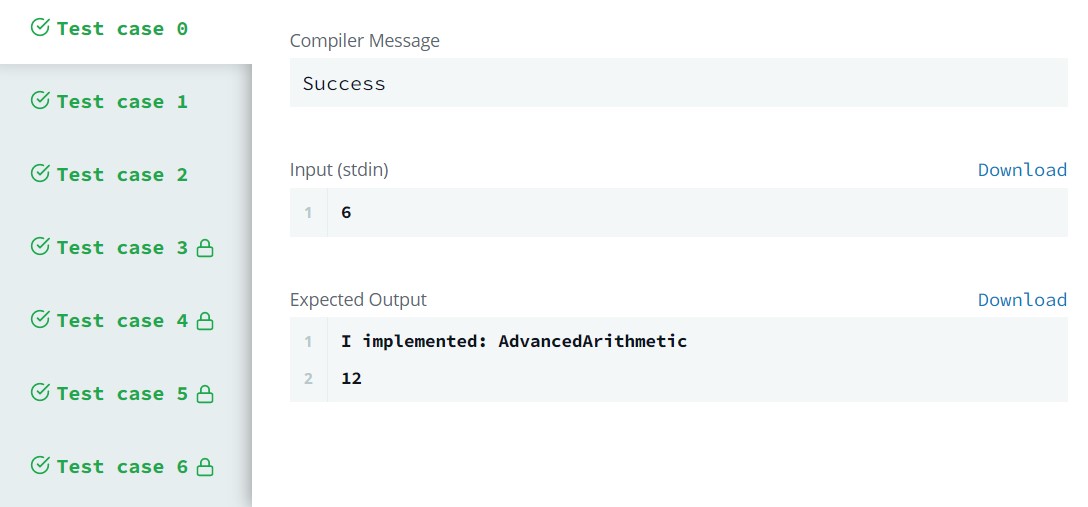 Test case 0
Test case 1
Test case 2
Test case 3
Test case 4
Test case 5
Test case 6
Compiler Message
Success
Input (stdin) Download
1 6
Expected Output Download
1 I implemented: AdvancedArithmetic
2 12